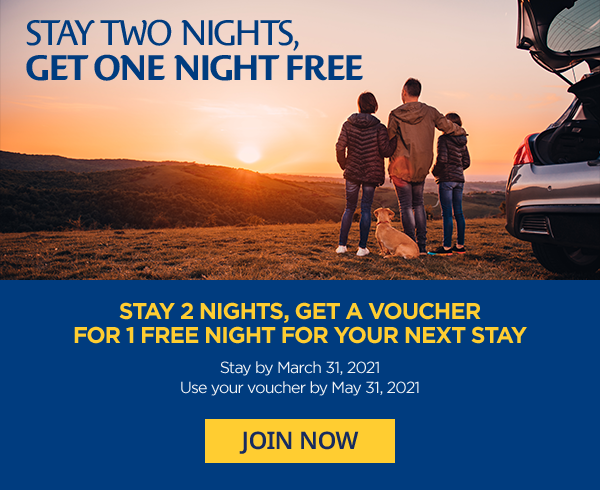 STAY TWO NIGHTS,
GET ONE NIGHT FREE
STAY 2 NIGHTS, GET A VOUCHER
FOR 1 FREE NIGHT FOR YOUR NEXT STAY
Stay by March 31, 2021
Use your voucher by May 31, 2021
JOIN NOW